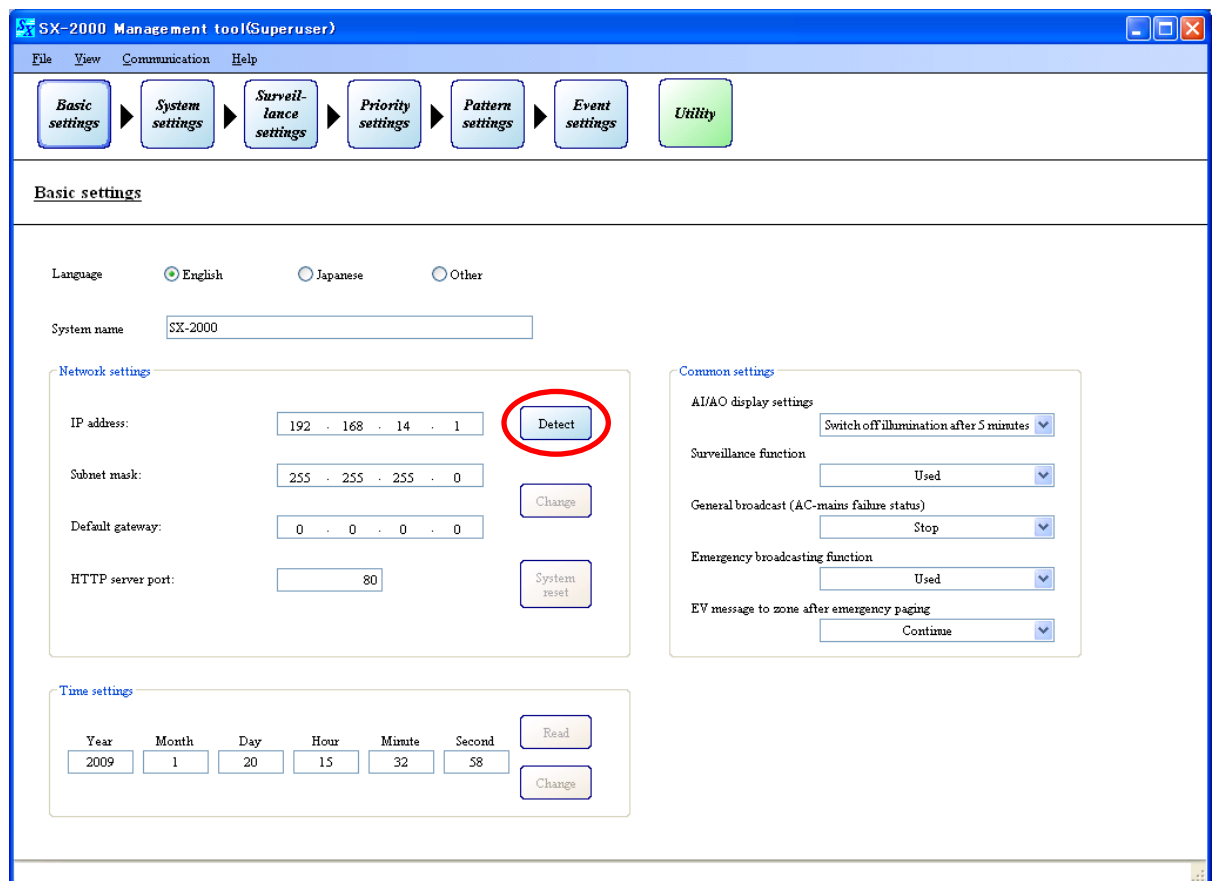 SX SX-2000 Management tool(Superuser)
File View Communication Help
Basic
settings
System
settings
Surveil-
lance
settings
Priority
settings
Pattern
settings
Event
settings
Utility
Basic settings
Language English Japanese Other
System name SX-2000
Network settings
IP address: 192 . 168 . 14 . 1 Detect
Subnet mask: 255 . 255 . 255 . 0
Change
Default gateway: 0 . 0 . 0 . 0
HTTP server port: 80
System
reset
Common settings
AI/AO display settings
Switch off illumination after 5 minutes
Surveillance function
Used
General broadcast (AC-mains failure status)
Stop
Emergency broadcasting function
Used
EV message to zone after emergency paging
Continue
Time settings
Year Month Day Hour Minute Second
2009 1 20 15 32 58
Read
Change